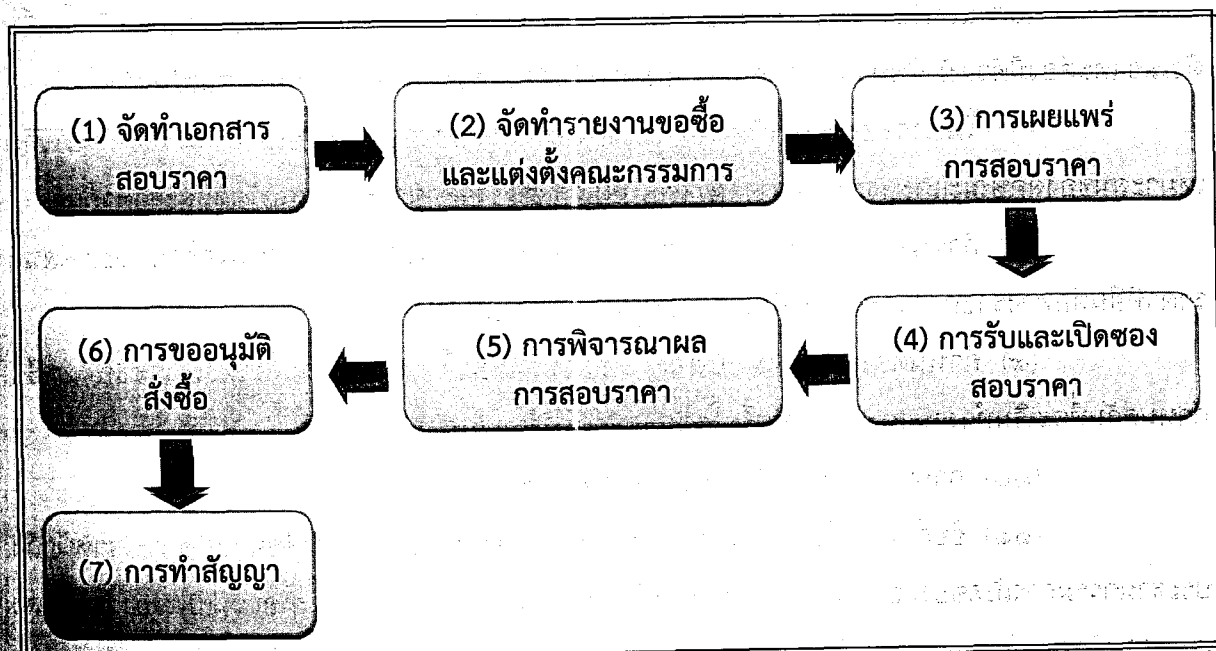 (1) จัดทำเอกสาร
สอบราคา
(2) จัดทำรายงานขอซื้อ
และแต่งตั้งคณะกรรมการ
(3) การเผยแพร่
การสอบราคา
(4) การรับและเปิดซอง
สอบราคา
(5) การพิจารณาผล
การสอบราคา
(6) การขออนุมัติ
สั่งซื้อ
(7) การทำสัญญา